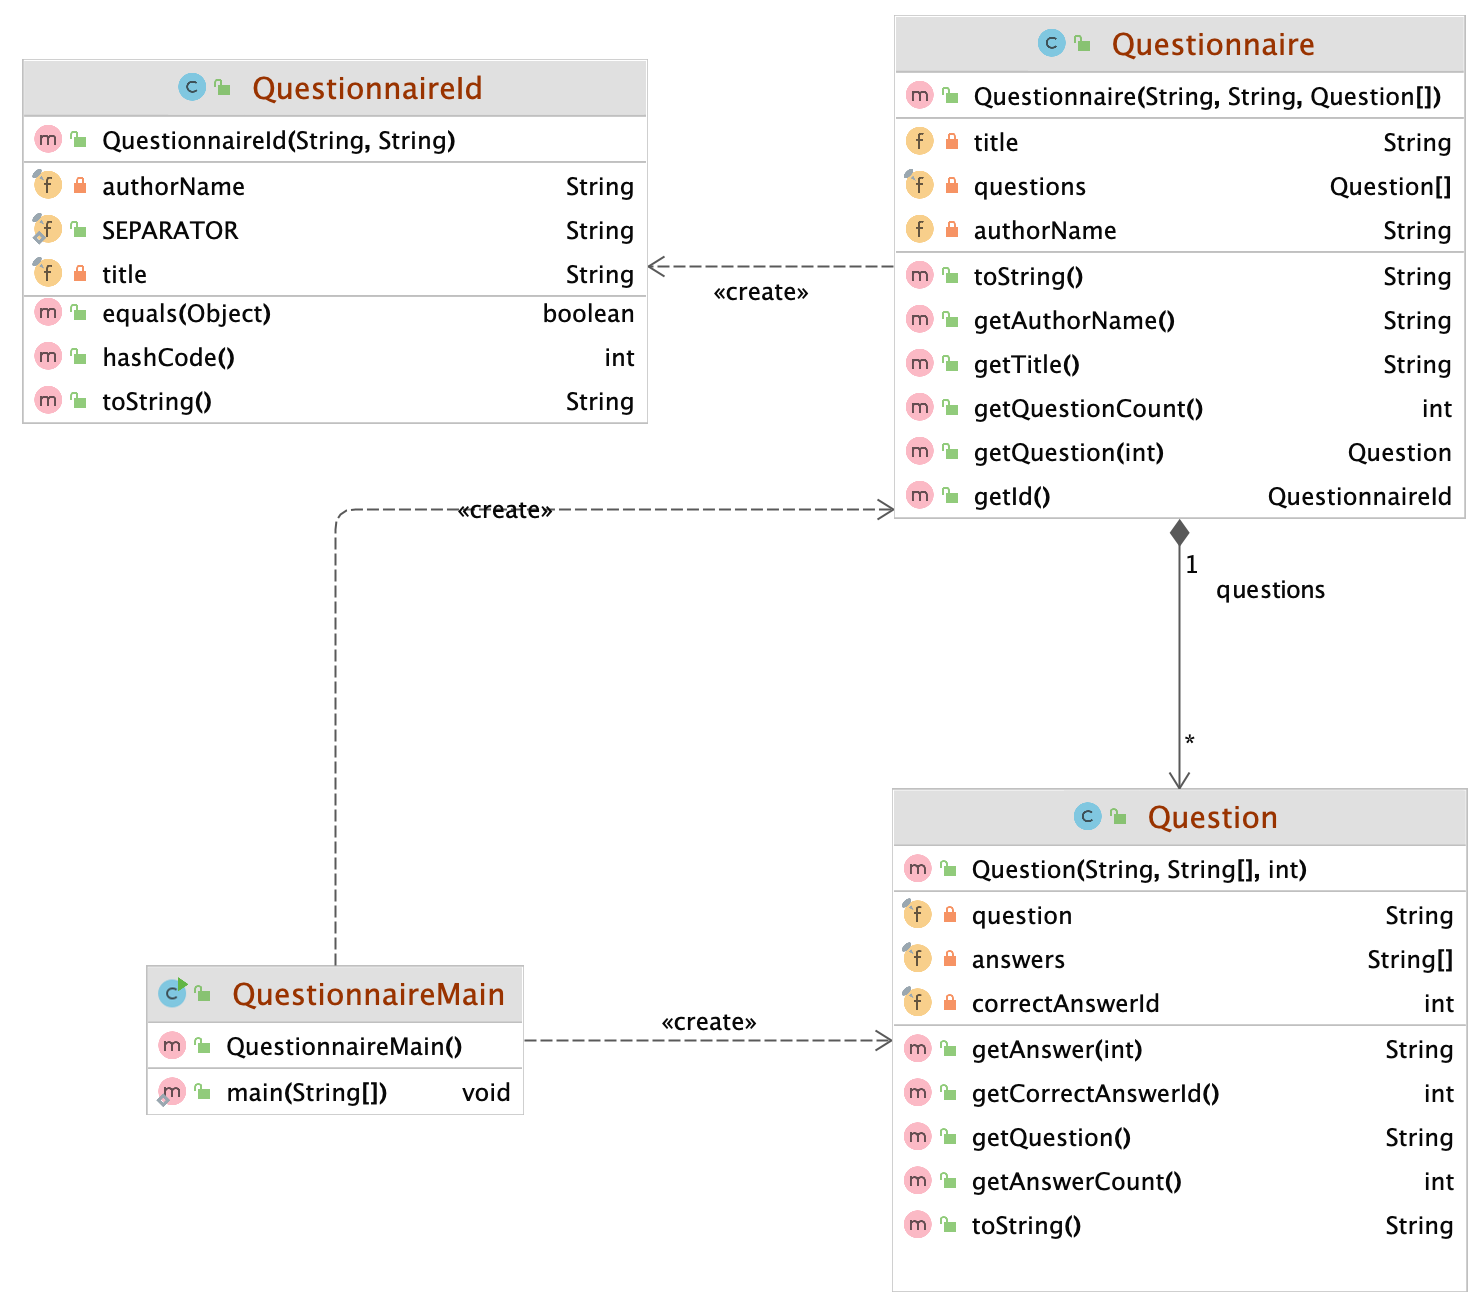 QuestionnaireId
QuestionnaireId(String, String)
authorName String
SEPARATOR String
title String
equals(Object) boolean
hashCode() int
toString() String
«create»
Questionnaire
Questionnaire(String, String, Question[])
title String
questions Question[]
authorName String
toString() String
getAuthorName() String
getTitle() String
getQuestionCount() int
getQuestion(int) Question
getId() QuestionnaireId
«create»
1
questions
*
QuestionnaireMain
QuestionnaireMain()
main(String[]) void
«create»
Question
Question(String, String[], int)
question String
answers String[]
correctAnswerId int
getAnswer(int) String
getCorrectAnswerId() int
getQuestion() String
getAnswerCount() int
toString() String